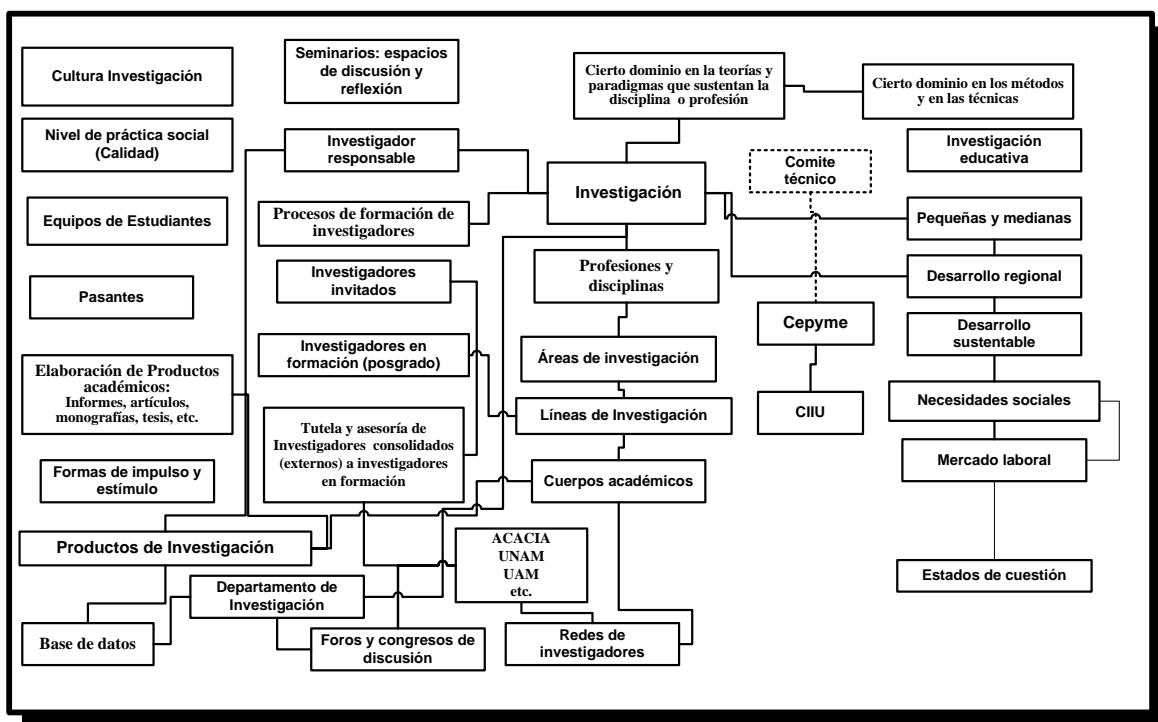 Cultura Investigación
Seminarios: espacios
de discusión y
reflexión
Cierto dominio en la teorías y
paradigmas que sustentan la
disciplina o profesión
Cierto dominio en los métodos
y en las técnicas
Nivel de práctica social
(Calidad)
Investigador
responsable
Investigación
Comite
técnico
Investigación
educativa
Equipos de Estudiantes
Procesos de formación de
investigadores
Pequeñas y medianas
Pasantes
Investigadores
invitados
Profesiones y
disciplinas
Desarrollo regional
Cepyme
Desarrollo
sustentable
Elaboración de Productos
académicos:
Informes, artículos,
monografías, tesis, etc.
Investigadores en
formación (posgrado)
Áreas de investigación
CIIU
Necesidades sociales
Líneas de Investigación
Tutela y asesoría de
Investigadores consolidados
(externos) a investigadores
en formación
Mercado laboral
Formas de impulso y
estímulo
Cuerpos académicos
Productos de Investigación
ACACIA
UNAM
UAM
etc.
Estados de cuestión
Departamento de
Investigación
Base de datos
Foros y congresos de
discusión
Redes de
investigadores